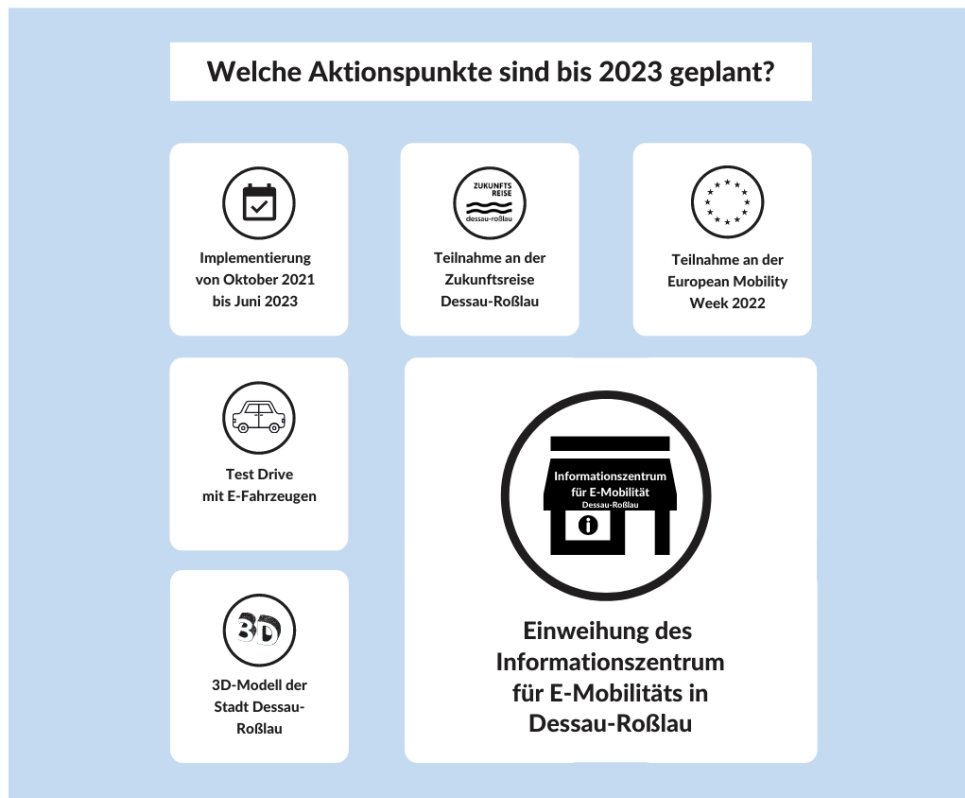 Welche Aktionspunkte sind bis 2023 geplant?
Implementierung
von Oktober 2021
bis Juni 2023
ZUKUNFTS
REISE
dessau-roßlau
Teilnahme an der
Zukunftsreise
Dessau-Roßlau
Teilnahme an der
European Mobility
Week 2022
Test Drive
mit E-Fahrzeugen
Informationszentrum
für E-Mobilität
Dessau-Roßlau
i
Einweihung des
Informationszentrum
für E-Mobilitäts in
Dessau-Roßlau
3D
3D-Modell der
Stadt Dessau-
Roßlau